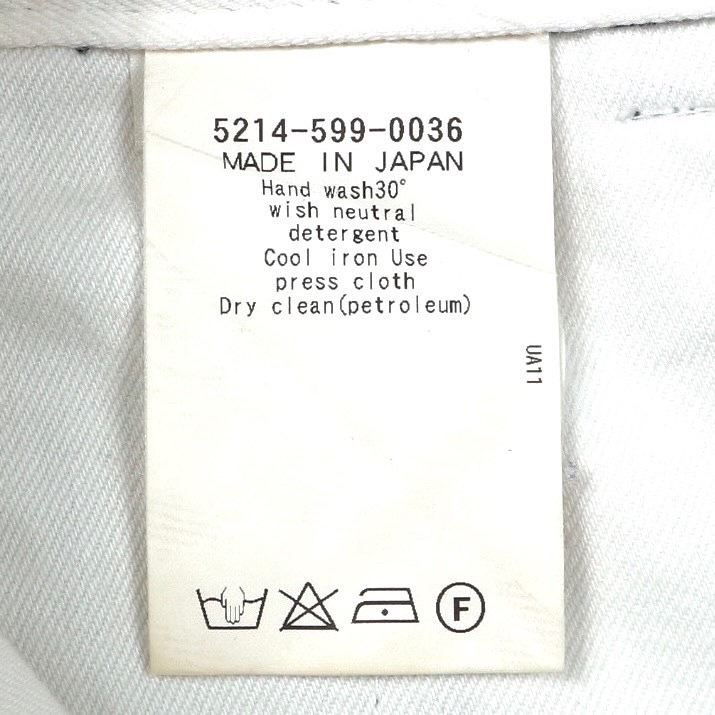 5214-599-0036
MADE IN JAPAN
Hand wash30°
wish neutral
detergent
Cool iron Use
press cloth
Dry clean(petroleum)
UA11
F